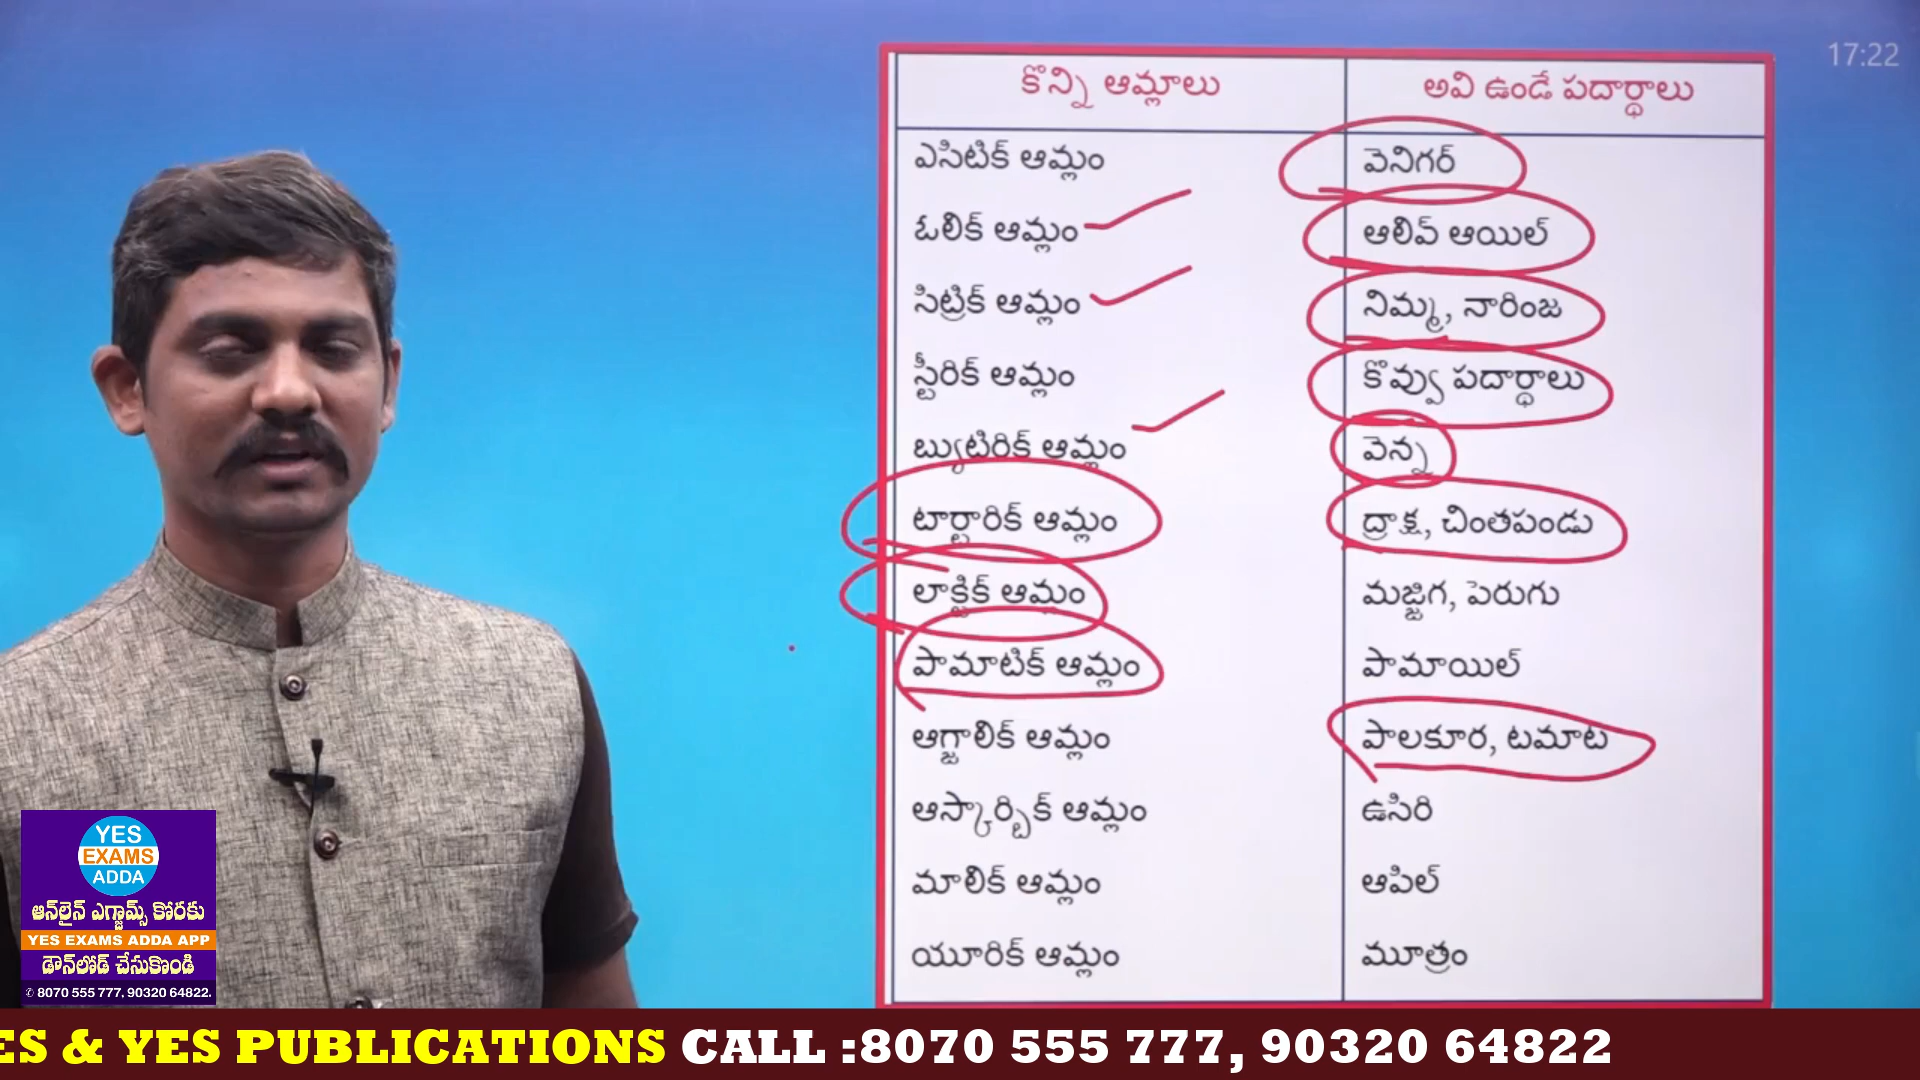 17:22
కొన్ని ఆమ్లాలు అవి ఉండే పదార్థాలు
ఎసిటిక్ ఆమ్లం వెనిగర్
ఓలిక్ ఆమ్లం ఆలివ్ ఆయిల్
సిట్రిక్ ఆమ్లం నిమ్మ, నారింజ
స్టీరిక్ ఆమ్లం కొవ్వు పదార్థాలు
బ్యుటిరిక్ ఆమ్లం వెన్న
టార్టారిక్ ఆమ్లం ద్రాక్ష, చింతపండు
లాక్టిక్ ఆమ్లం మజ్జిగ, పెరుగు
పామాటిక్ ఆమ్లం పామాయిల్
ఆగ్జాలిక్ ఆమ్లం పాలకూర, టమాట
ఆస్కార్బిక్ ఆమ్లం ఉసిరి
మాలిక్ ఆమ్లం ఆపిల్
యూరిక్ ఆమ్లం మూత్రం
YES
EXAMS
ADDA
ఆన్‌లైన్ ఎగ్జామ్స్ కోరకు
YES EXAMS ADDA APP
డౌన్‌లోడ్ చేసుకొండి
✆ 8070 555 777, 90320 64822.
ES & YES PUBLICATIONS CALL :8070 555 777, 90320 64822